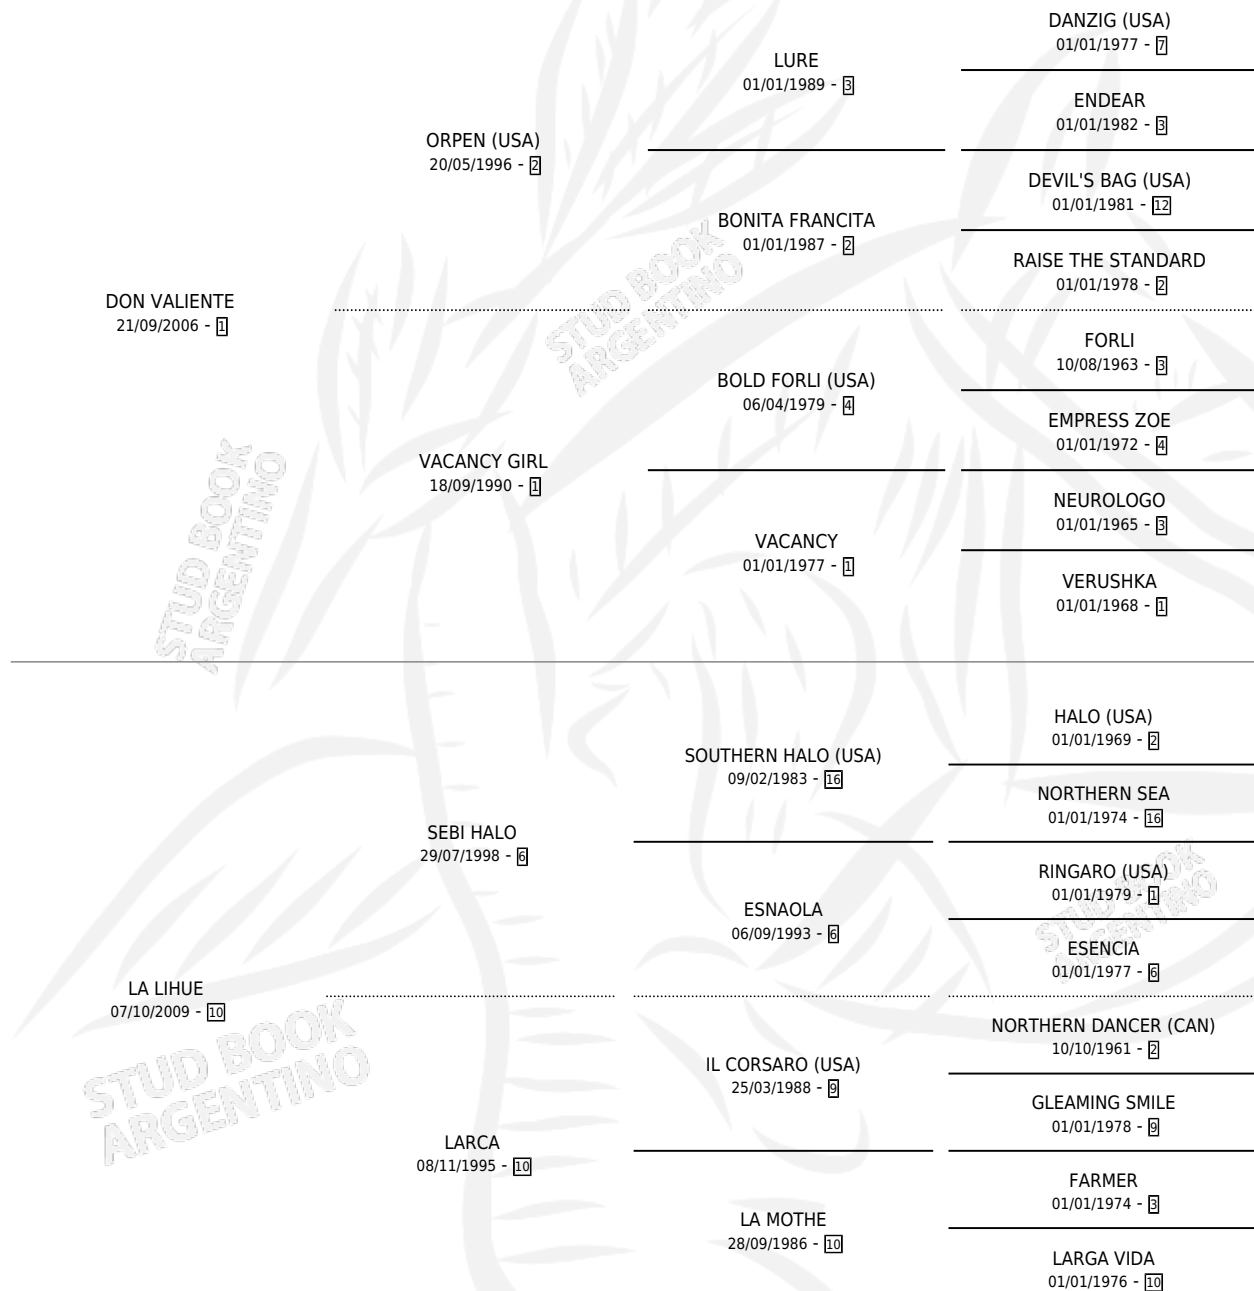 DANZIG (USA)
01/01/1977 - 7
LURE
01/01/1989 - 3
ENDEAR
01/01/1982 - 3
ORPEN (USA)
20/05/1996 - 2
DEVIL'S BAG (USA)
01/01/1981 - 12
BONITA FRANCITA
01/01/1987 - 2
RAISE THE STANDARD
01/01/1978 - 2
DON VALIENTE
21/09/2006 - 1
FORLI
10/08/1963 - 3
BOLD FORLI (USA)
06/04/1979 - 4
EMPRESS ZOE
01/01/1972 - 4
VACANCY GIRL
18/09/1990 - 1
NEUROLOGO
01/01/1965 - 3
VACANCY
01/01/1977 - 1
VERUSHKA
01/01/1968 - 1
HALO (USA)
01/01/1969 - 2
SOUTHERN HALO (USA)
09/02/1983 - 16
NORTHERN SEA
01/01/1974 - 16
SEBI HALO
29/07/1998 - 6
RINGARO (USA)
01/01/1979 - 1
ESNAOLA
06/09/1993 - 6
ESENCIA
01/01/1977 - 6
LA LIHUE
07/10/2009 - 10
NORTHERN DANCER (CAN)
10/10/1961 - 2
IL CORSARO (USA)
25/03/1988 - 9
GLEAMING SMILE
01/01/1978 - 9
LARCA
08/11/1995 - 10
FARMER
01/01/1974 - 3
LA MOTHE
28/09/1986 - 10
LARGA VIDA
01/01/1976 - 10
STUD BOOK
ARGENTINO
STUD BOOK
ARGENTINO
STUD BOOK
ARGENTINO
STUD BOOK
ARGENTINO